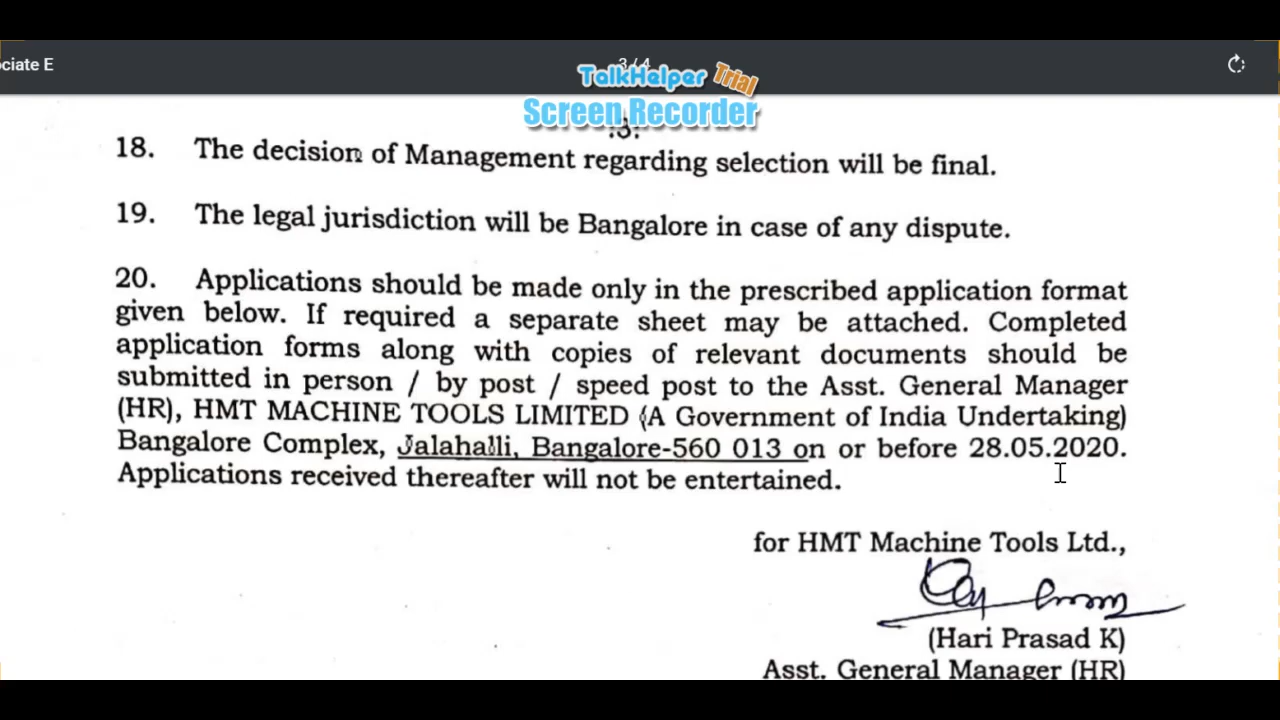 ciate E
3 / 4
TalkHelper Trial
Screen Recorder
:3:
18. The decision of Management regarding selection will be final.
19. The legal jurisdiction will be Bangalore in case of any dispute.
20. Applications should be made only in the prescribed application format
given below. If required a separate sheet may be attached. Completed
application forms along with copies of relevant documents should be
submitted in person / by post / speed post to the Asst. General Manager
(HR), HMT MACHINE TOOLS LIMITED (A Government of India Undertaking)
Bangalore Complex, Jalahalli, Bangalore-560 013 on or before 28.05.2020.
Applications received thereafter will not be entertained.
for HMT Machine Tools Ltd.,
(Hari Prasad K)
Asst. General Manager (HR)